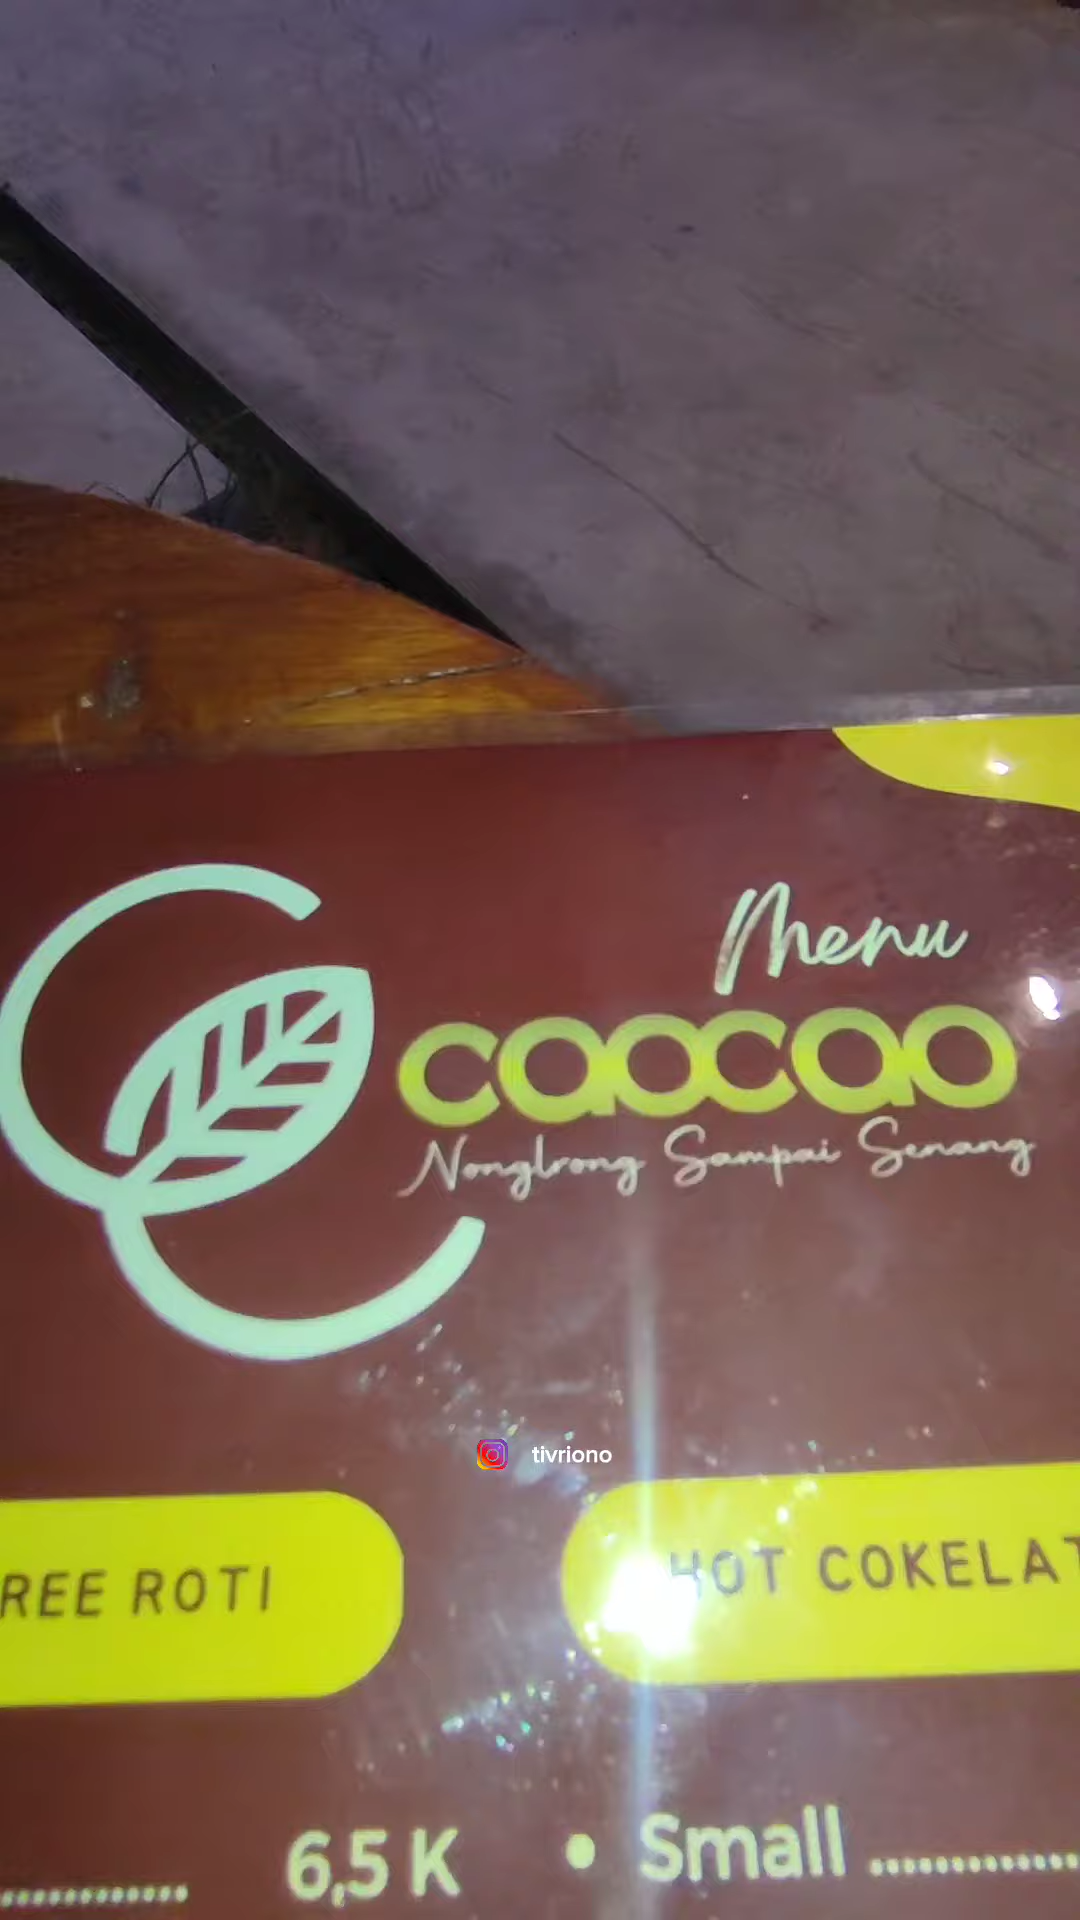 Menu
caocao
Nongkrong Sampai Senang
tivriono
REE ROTI
HOT COKELAT
6,5 K
• Small ..............